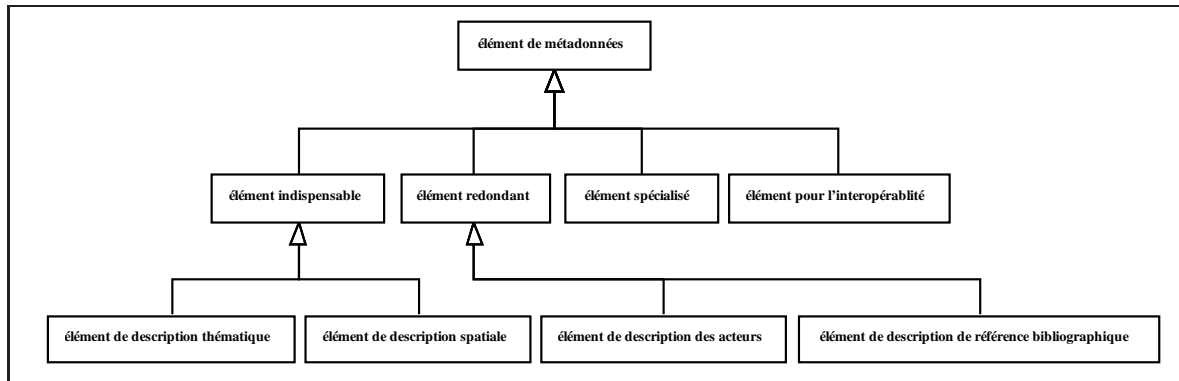 élément de métadonnées
élément indispensable
élément redondant
élément spécialisé
élément pour l'interopérablité
élément de description thématique
élément de description spatiale
élément de description des acteurs
élément de description de référence bibliographique